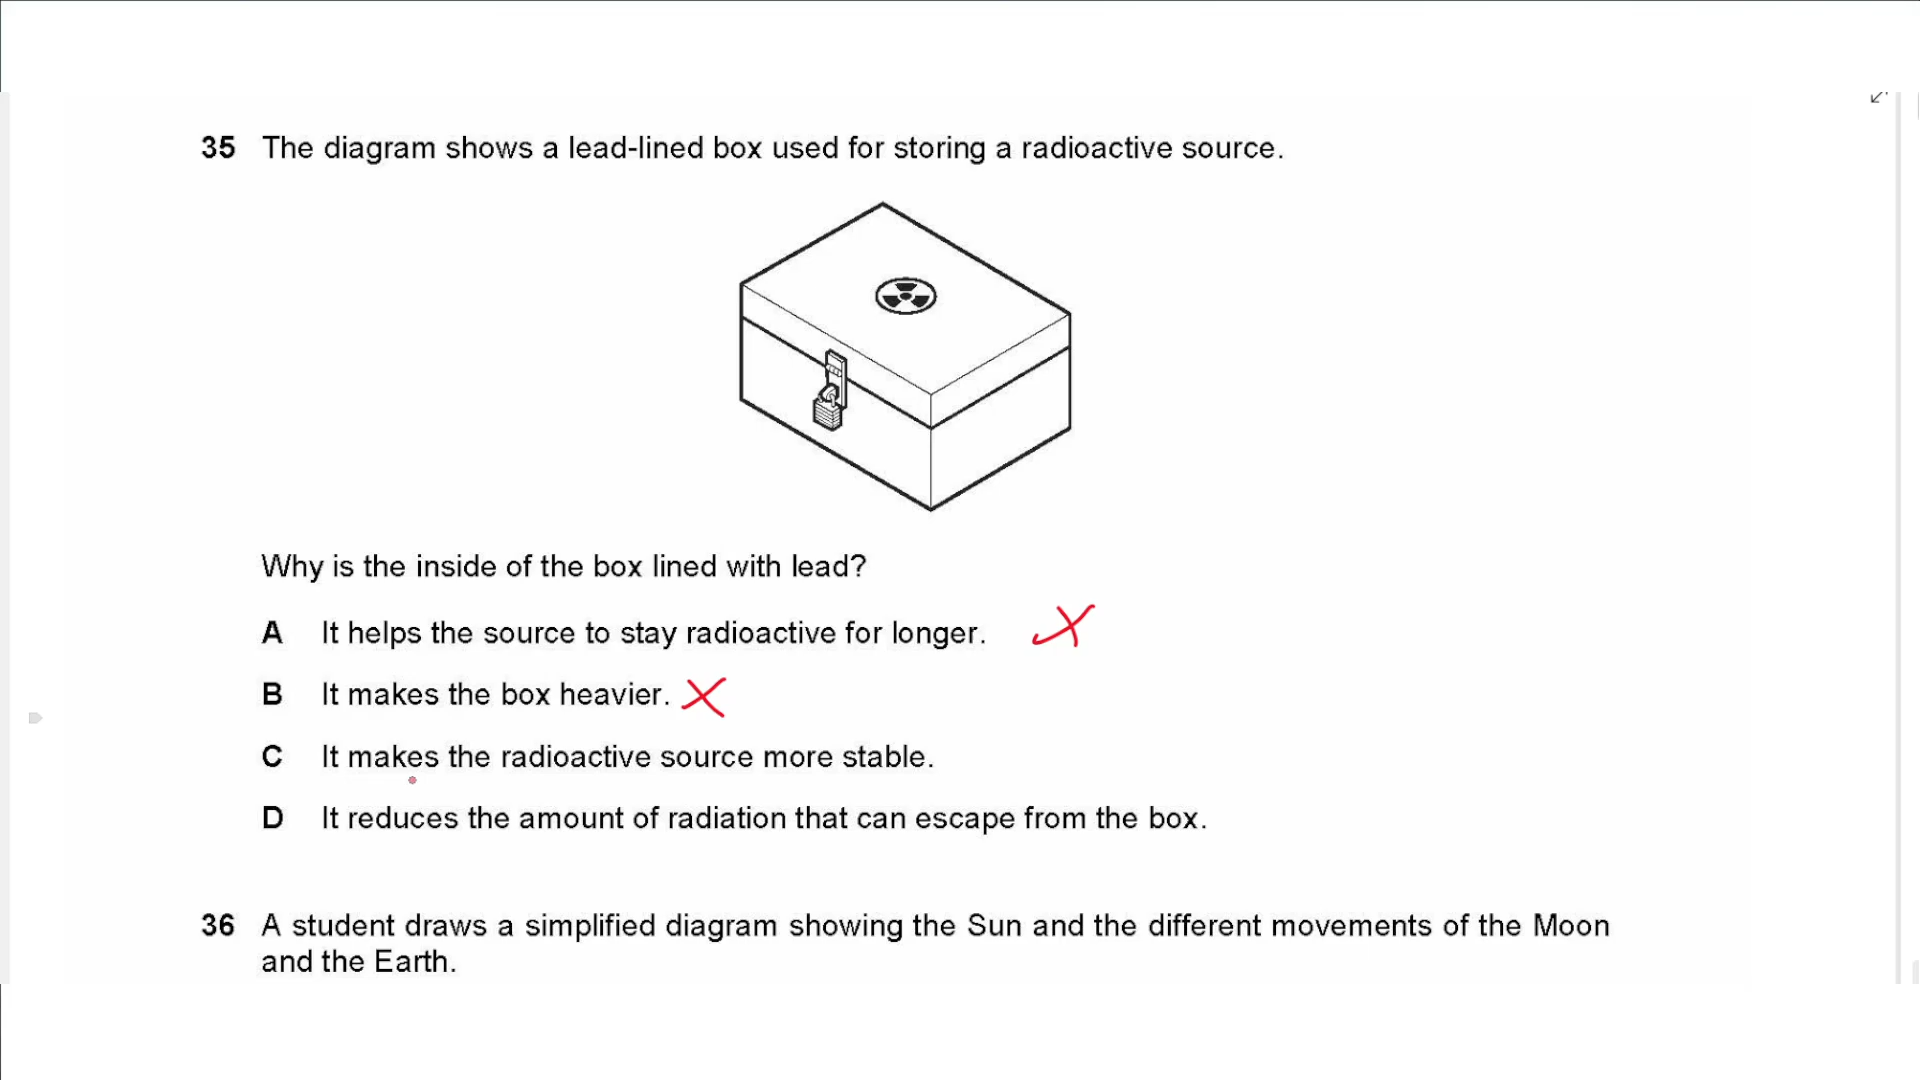 35 The diagram shows a lead-lined box used for storing a radioactive source.
Why is the inside of the box lined with lead?
A It helps the source to stay radioactive for longer.
B It makes the box heavier.
C It makes the radioactive source more stable.
D It reduces the amount of radiation that can escape from the box.
36 A student draws a simplified diagram showing the Sun and the different movements of the Moon
and the Earth.